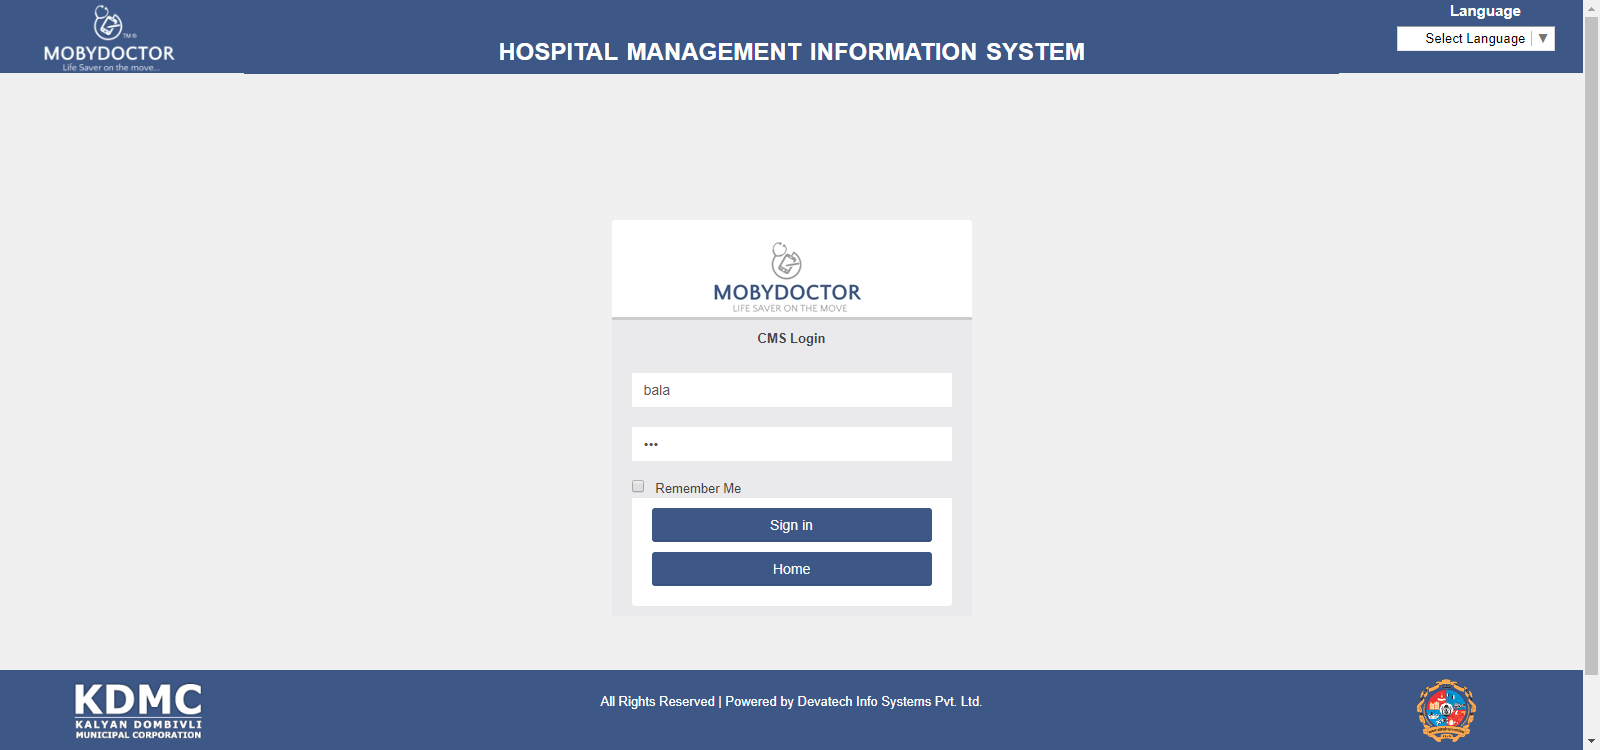 Language
TM ®
MOBYDOCTOR
Life Saver on the move...
HOSPITAL MANAGEMENT INFORMATION SYSTEM
Select Language ▼
MOBYDOCTOR
LIFE SAVER ON THE MOVE
CMS Login
bala
•••
Remember Me
Sign in
Home
KDMC
KALYAN DOMBIVLI
MUNICIPAL CORPORATION
All Rights Reserved | Powered by Devatech Info Systems Pvt. Ltd.